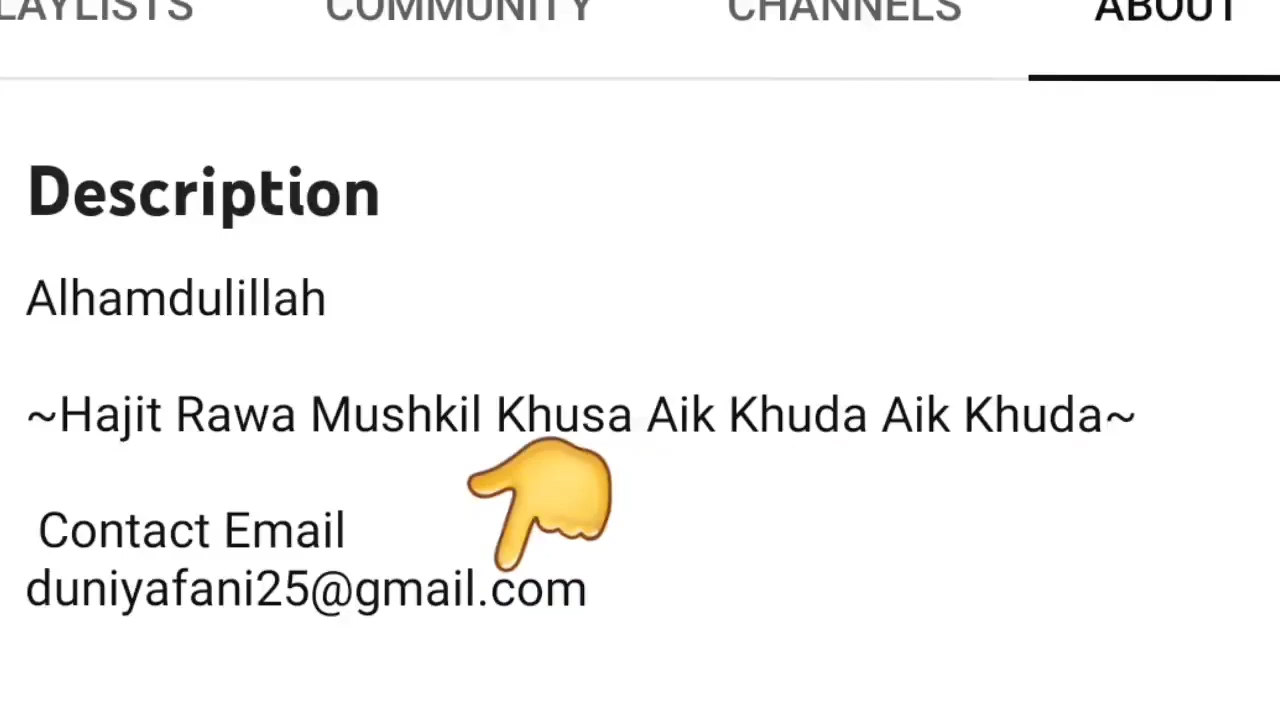 LAYLISTS COMMUNITY CHANNELS ABOUT
Description
Alhamdulillah
~Hajit Rawa Mushkil Khusa Aik Khuda Aik Khuda~
Contact Email
duniyafani25@gmail.com